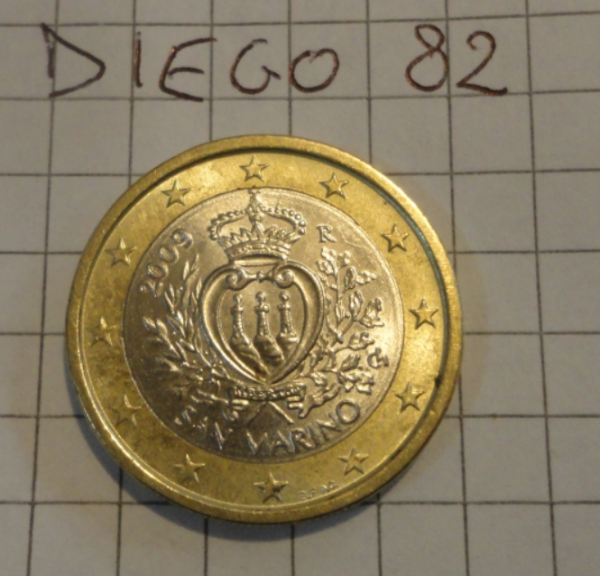 DIEGO 82
2009
R
SAN MARINO